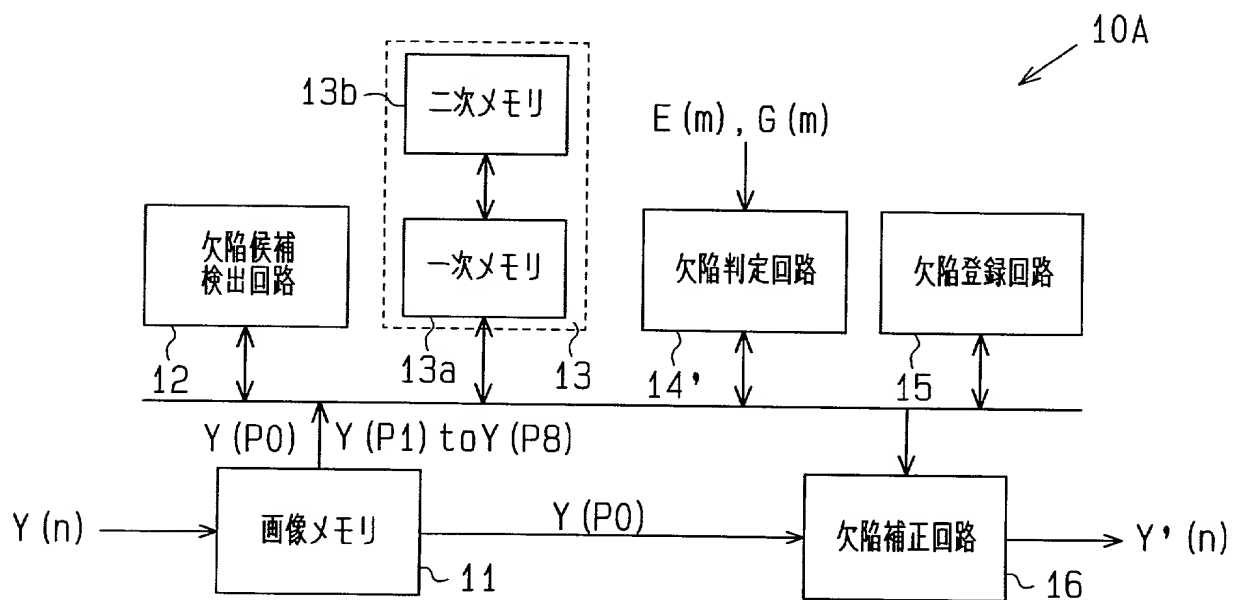 10A
13b
二次メモリ
E(m),G(m)
欠陥候補
検出回路
一次メモリ
欠陥判定回路
欠陥登録回路
12
13a
13
14'
15
Y(P0)
Y(P1)toY(P8)
Y(n)
画像メモリ
Y(P0)
欠陥補正回路
Y'(n)
11
16